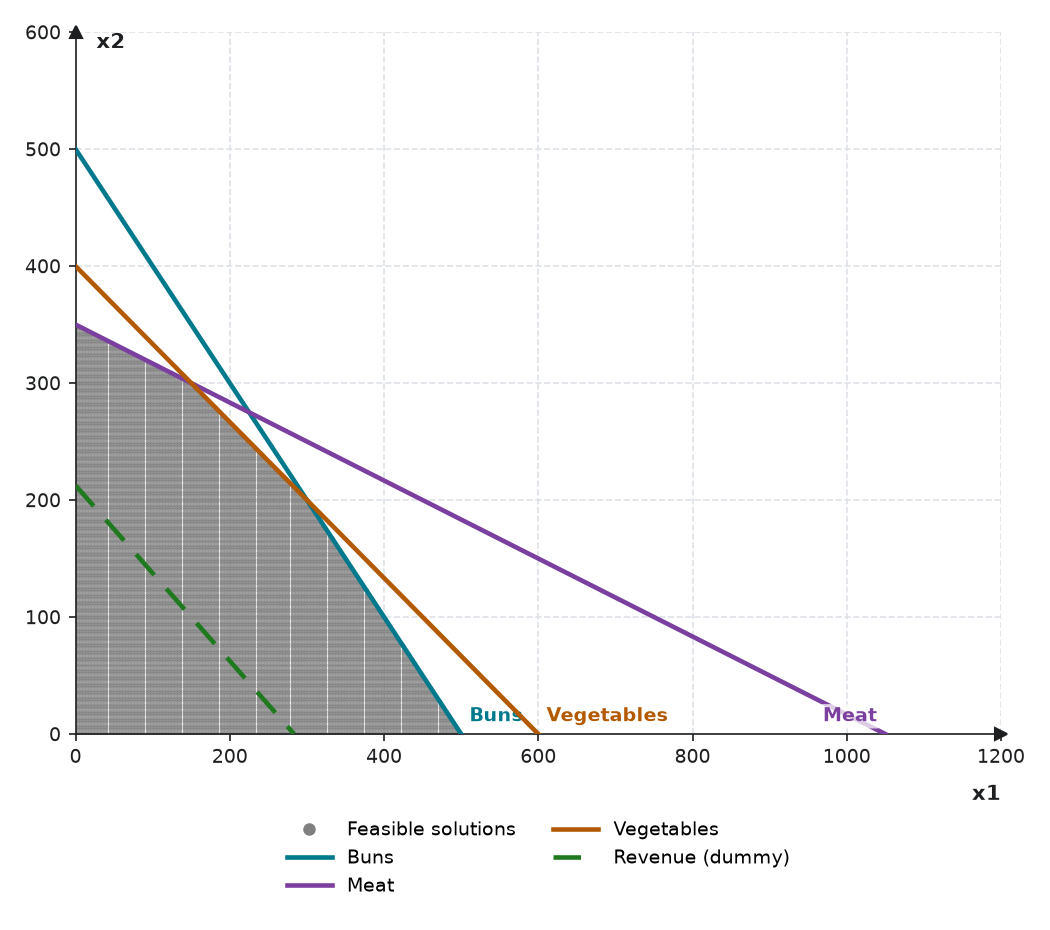 600
x2
500
400
300
200
100
0
Buns Vegetables Meat
0 200 400 600 800 1000 1200
x1
Feasible solutions Vegetables
Buns Revenue (dummy)
Meat